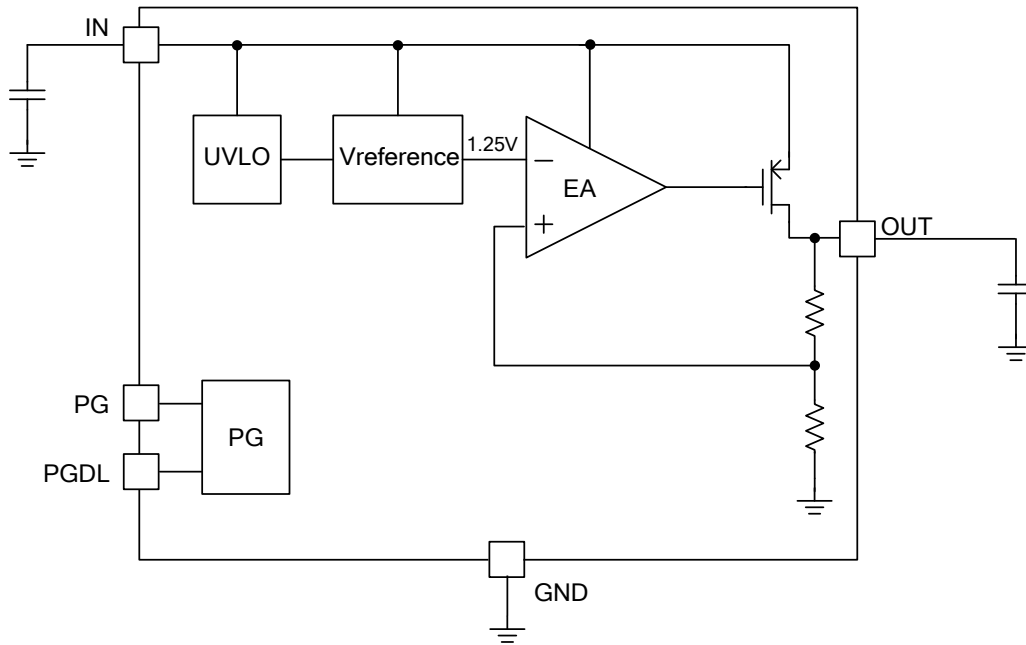 IN
UVLO
Vreference
1.25V
−
EA
+
OUT
PG
PG
PGDL
GND